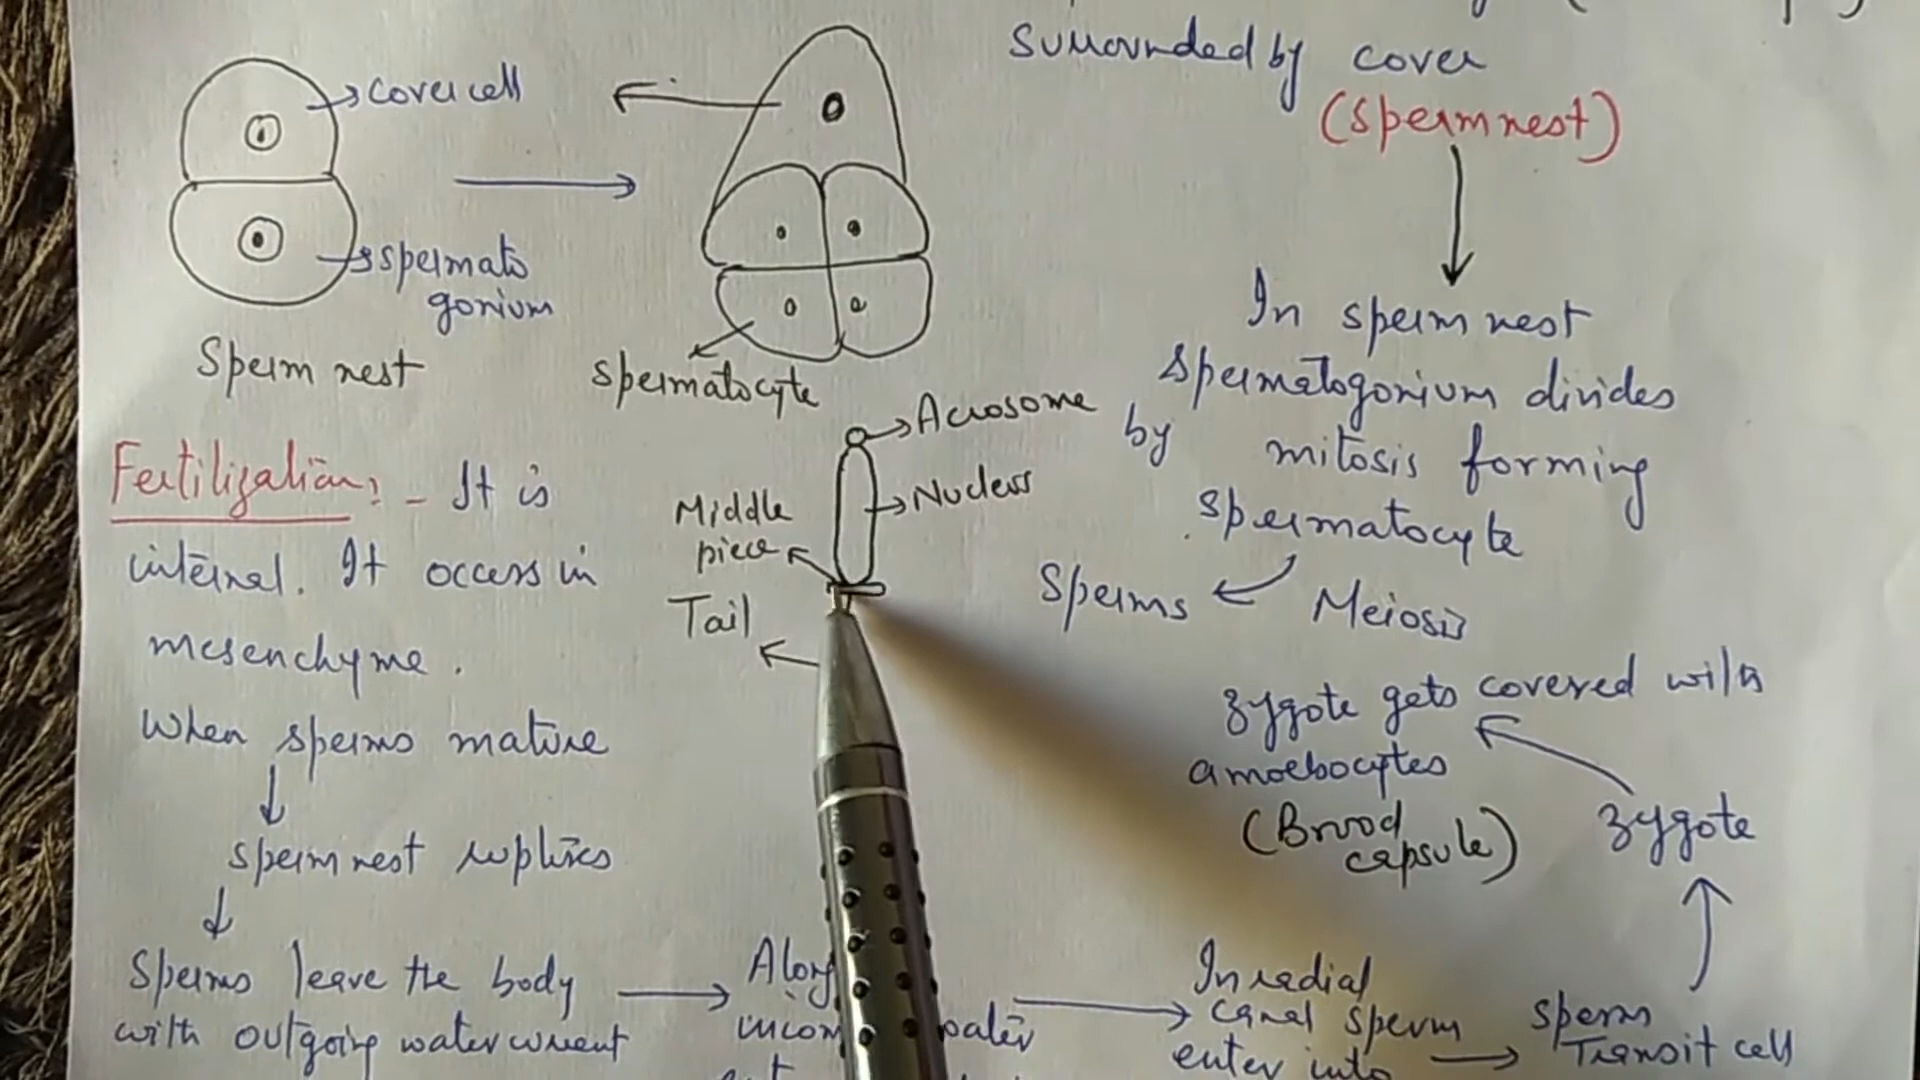 Surrounded by cover
(Sperm nest)
cover cell
spermato
gonium
Sperm nest
spermatocyte
In sperm nest
spermatogonium divides
by mitosis forming
spermatocyte
Sperms
Meiosis
Acrosome
Nucleus
Middle
piece
Tail
Fertilization: - It is
internal. It occurs in
mesenchyme.
When sperms mature
sperm nest ruptures
Sperms leave the body
with outgoing water current
Along
water
In radial
canal sperm
enter into
sperm
Transit cell
zygote
zygote gets covered with
amoebocytes
(Brood
capsule)